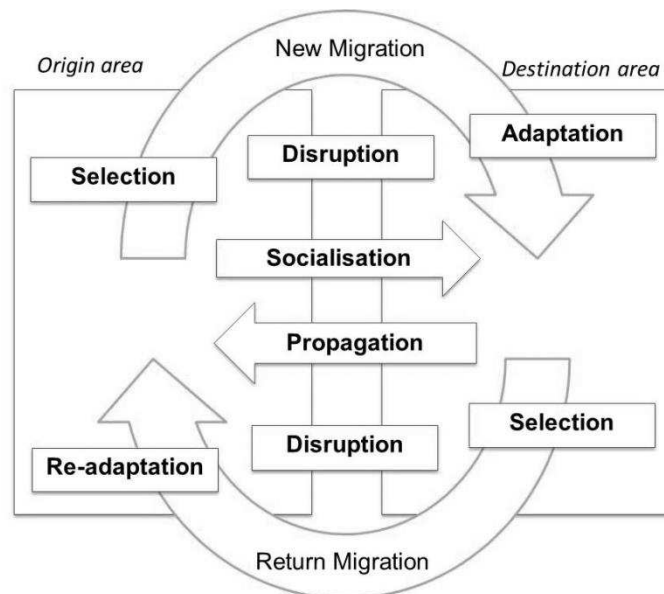 New Migration
Origin area
Destination area
Adaptation
Disruption
Selection
Socialisation
Propagation
Selection
Disruption
Re-adaptation
Return Migration